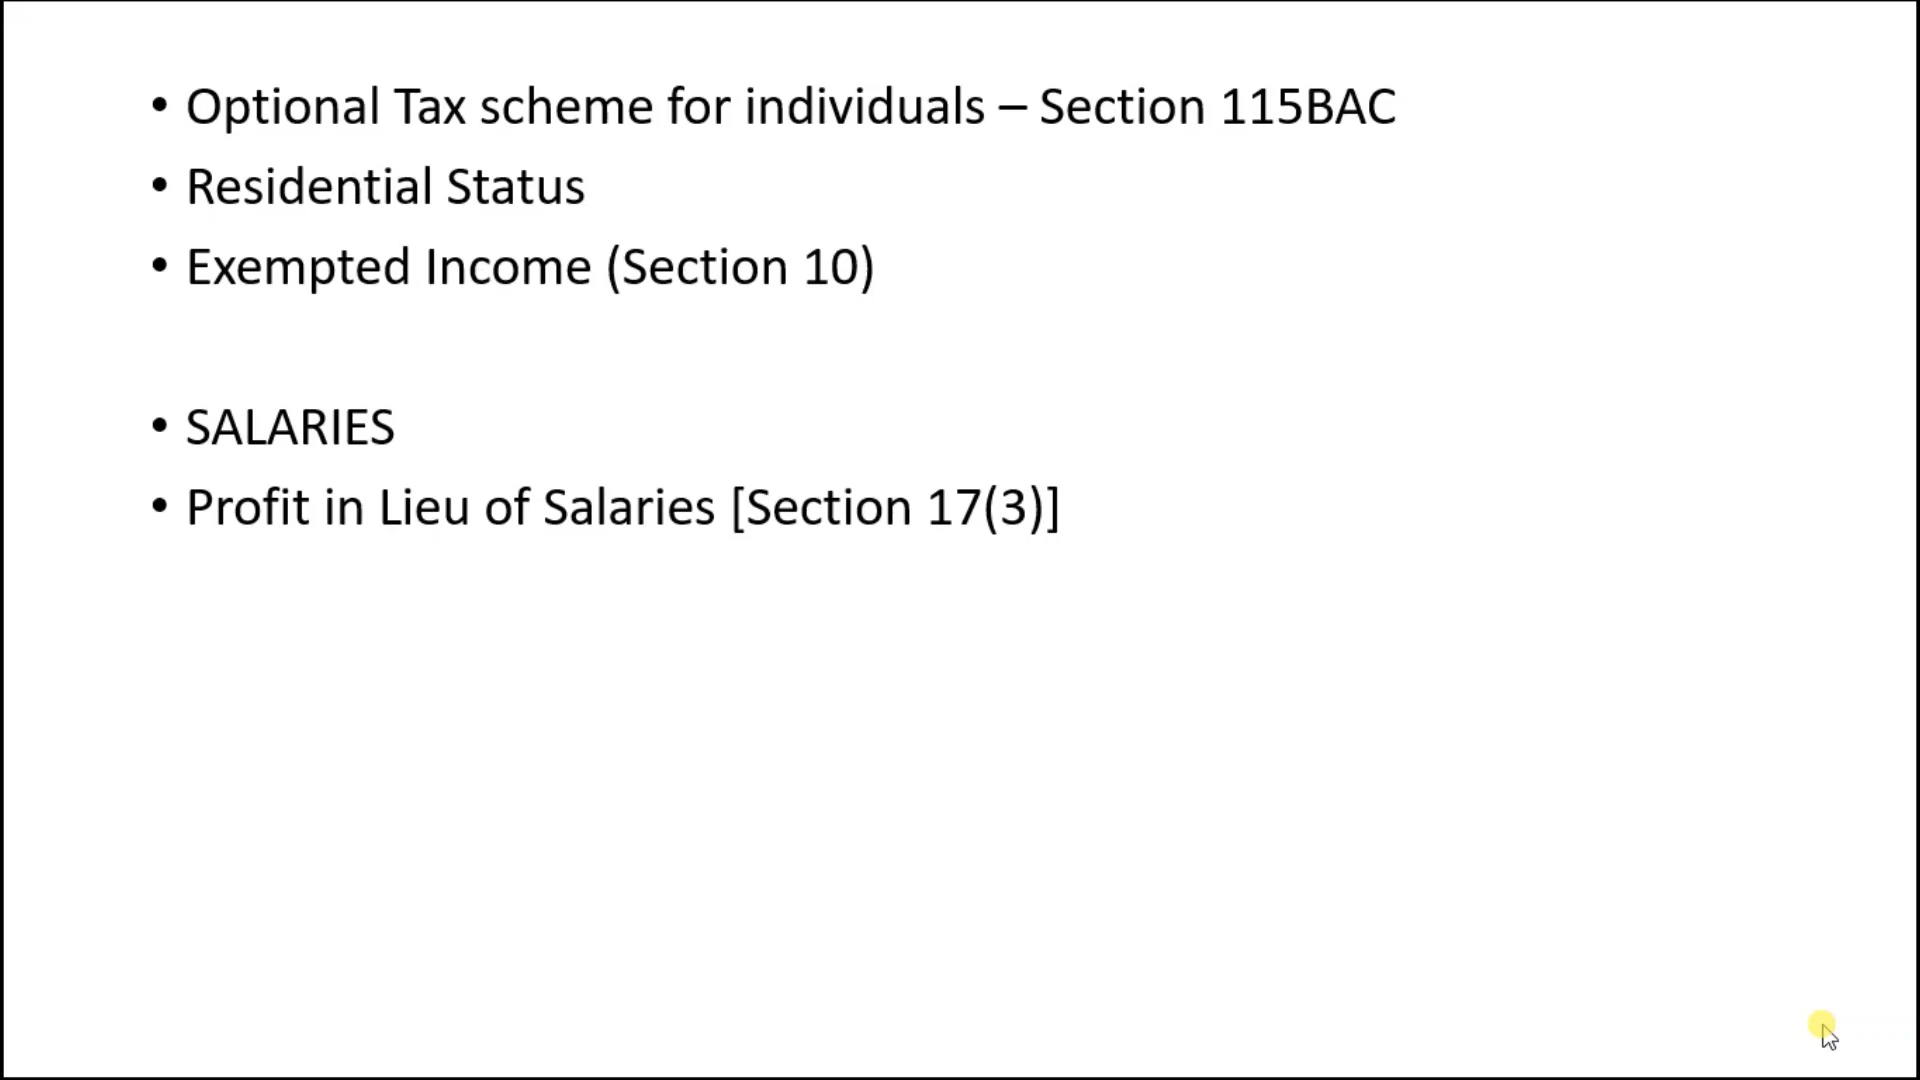 • Optional Tax scheme for individuals – Section 115BAC
• Residential Status
• Exempted Income (Section 10)
• SALARIES
• Profit in Lieu of Salaries [Section 17(3)]